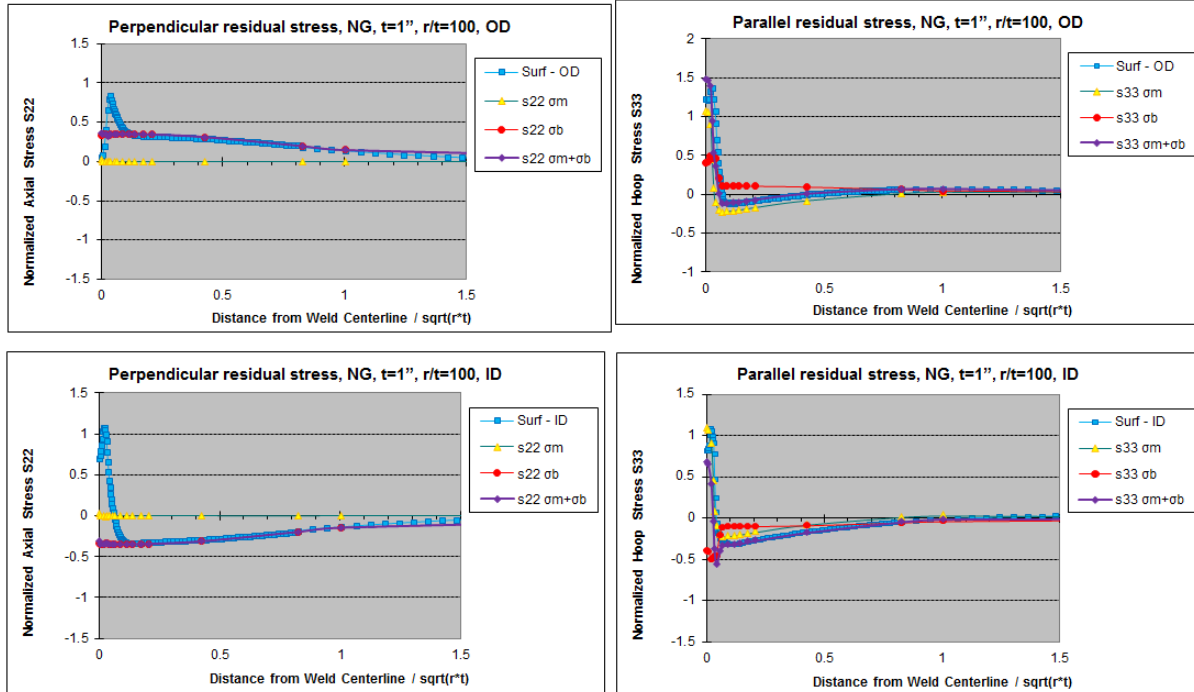 Perpendicular residual stress, NG, t=1”, r/t=100, OD
Normalized Axial Stress S22
1.5
1
0.5
0
-0.5
-1
-1.5
0
0.5
1
1.5
Distance from Weld Centerline / sqrt(r*t)
Surf - OD
s22 σm
s22 σb
s22 σm+σb
Parallel residual stress, NG, t=1”, r/t=100, OD
Normalized Hoop Stress S33
2
1.5
1
0.5
0
-0.5
-1
0
0.5
1
1.5
Distance from Weld Centerline / sqrt(r*t)
Surf - OD
s33 σm
s33 σb
s33 σm+σb
Perpendicular residual stress, NG, t=1”, r/t=100, ID
Normalized Axial Stress S22
1.5
1
0.5
0
-0.5
-1
-1.5
0
0.5
1
1.5
Distance from Weld Centerline / sqrt(r*t)
Surf - ID
s22 σm
s22 σb
s22 σm+σb
Parallel residual stress, NG, t=1”, r/t=100, ID
Normalized Hoop Stress S33
1.5
1
0.5
0
-0.5
-1
-1.5
0
0.5
1
1.5
Distance from Weld Centerline / sqrt(r*t)
Surf - ID
s33 σm
s33 σb
s33 σm+σb